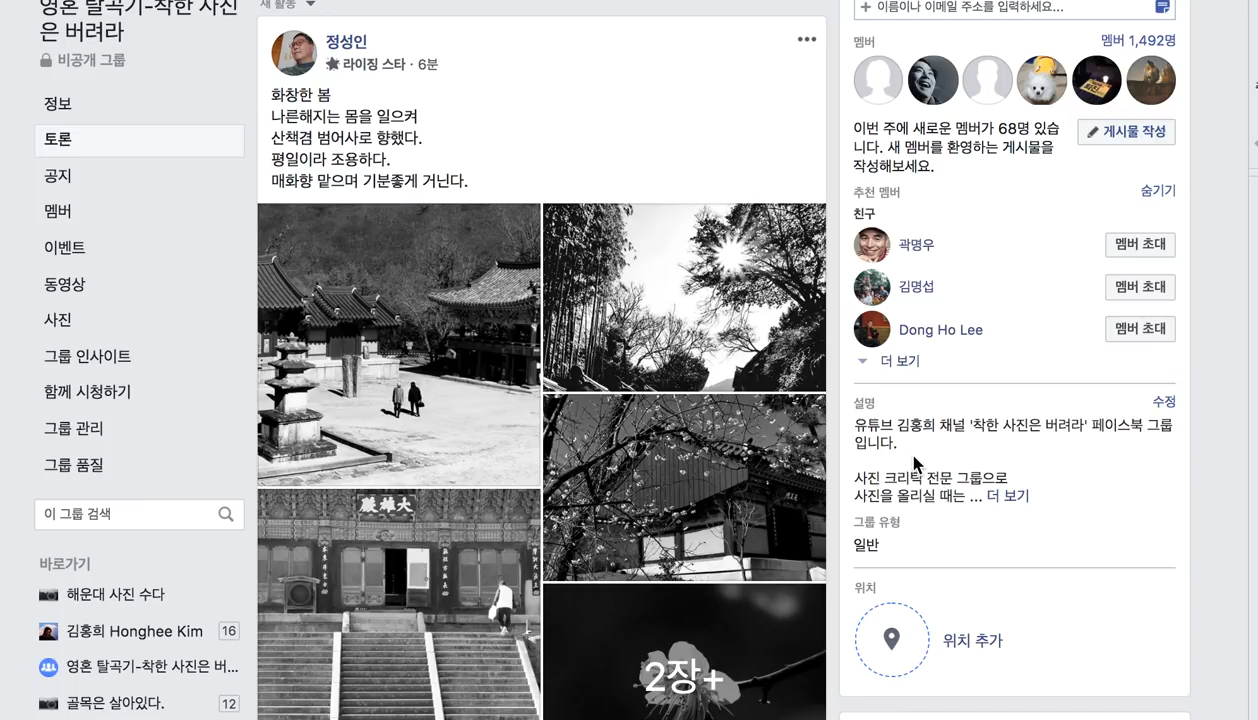 영혼 탈곡기-착한 사진
은 버려라
비공개 그룹
정보
토론
공지
멤버
이벤트
동영상
사진
그룹 인사이트
함께 시청하기
그룹 관리
그룹 품질
이 그룹 검색
바로가기
해운대 사진 수다
김홍희 Honghee Kim 16
영혼 탈곡기-착한 사진은 버...
골목은 살아있다. 12
새 활동
정성인
라이징 스타 · 6분
화창한 봄
나른해지는 몸을 일으켜
산책겸 범어사로 향했다.
평일이라 조용하다.
매화향 맡으며 기분좋게 거닌다.
大雄殿
2장+
+ 이름이나 이메일 주소를 입력하세요...
멤버 멤버 1,492명
이번 주에 새로운 멤버가 68명 있습
니다. 새 멤버를 환영하는 게시물을
작성해보세요.
게시물 작성
추천 멤버 숨기기
친구
곽명우 멤버 초대
김명섭 멤버 초대
Dong Ho Lee 멤버 초대
더 보기
설명 수정
유튜브 김홍희 채널 '착한 사진은 버려라' 페이스북 그룹
입니다.
사진 크리틱 전문 그룹으로
사진을 올리실 때는 ... 더 보기
그룹 유형
일반
위치
위치 추가